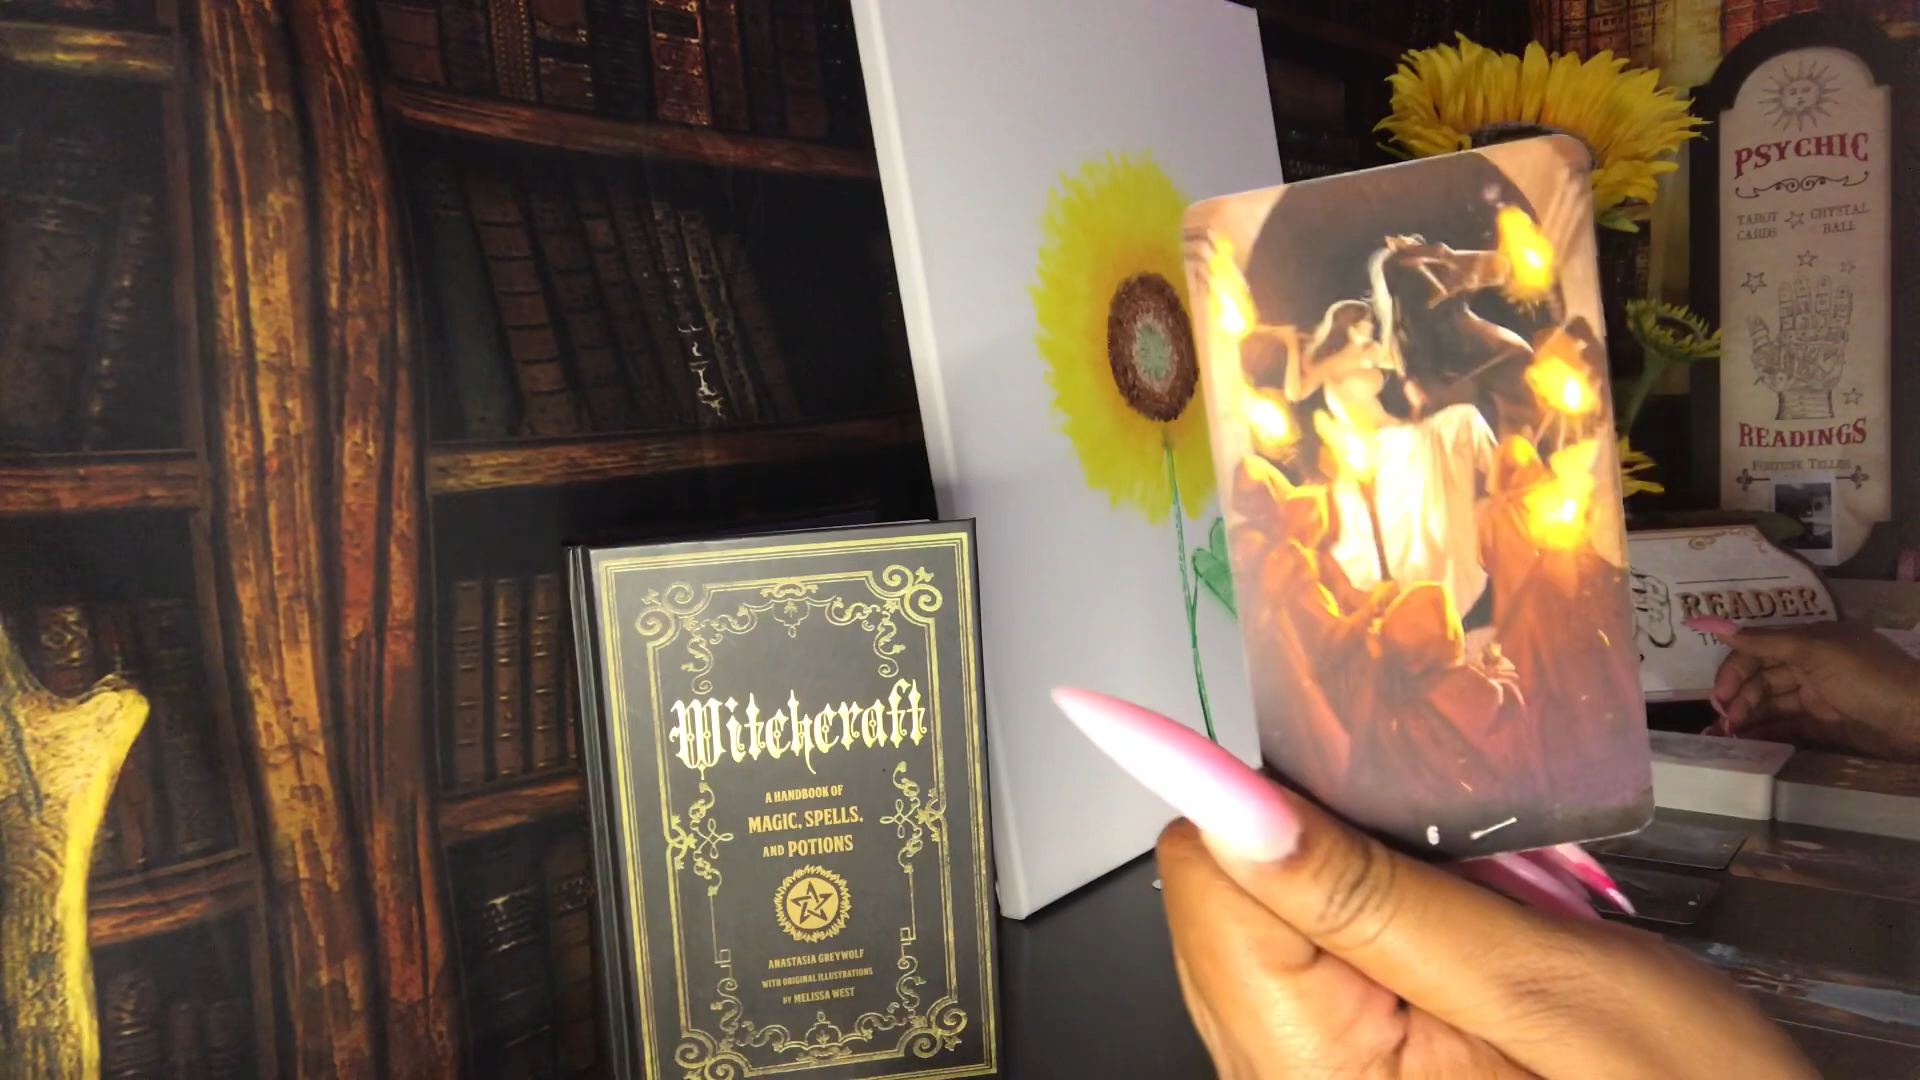 Witchcraft
A HANDBOOK OF
MAGIC, SPELLS,
AND POTIONS
ANASTASIA GREYWOLF
WITH ORIGINAL ILLUSTRATIONS
BY MELISSA WEST
6
PSYCHIC
TAROT CRYSTAL
CARDS BALL
READINGS
FORTUNE TELLER
READER